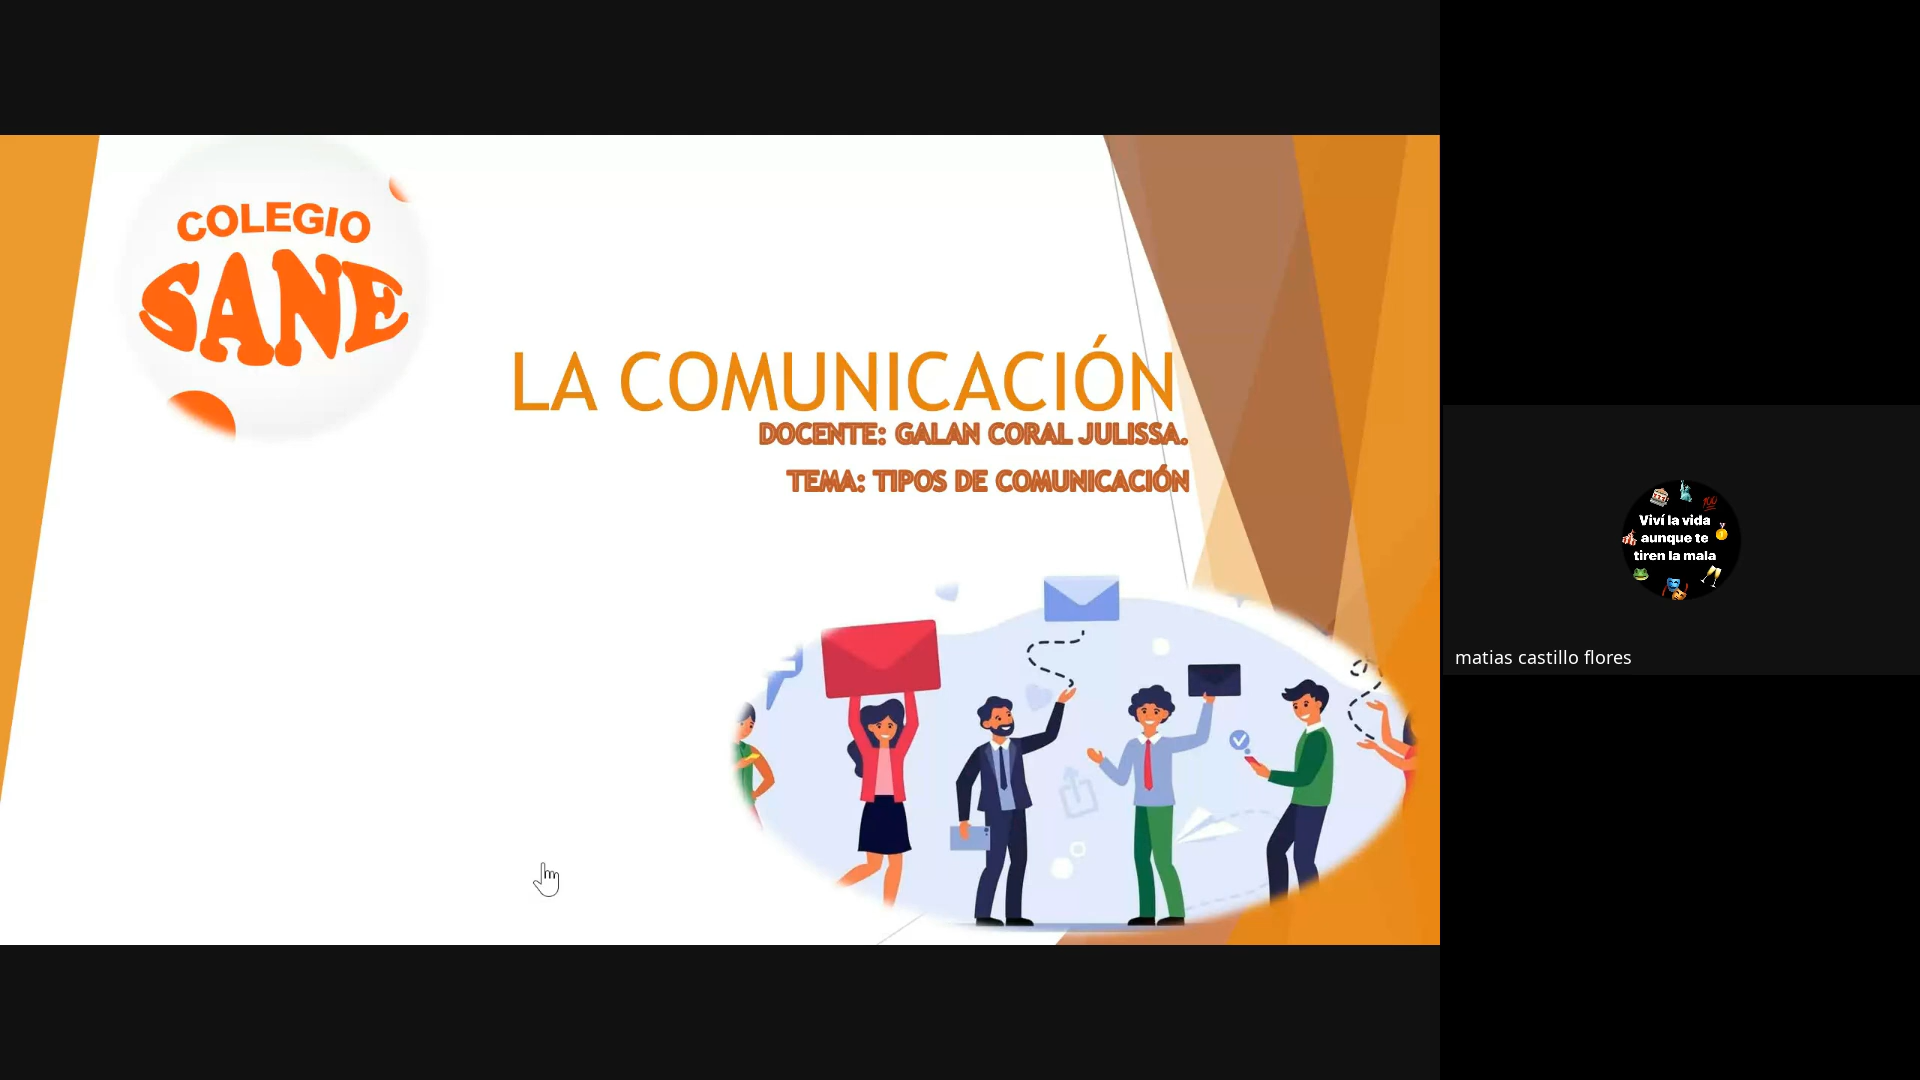 COLEGIO
SANE
LA COMUNICACIÓN
DOCENTE: GALAN CORAL JULISSA.
TEMA: TIPOS DE COMUNICACIÓN
100
Viví la vida
aunque te
tiren la mala
matias castillo flores